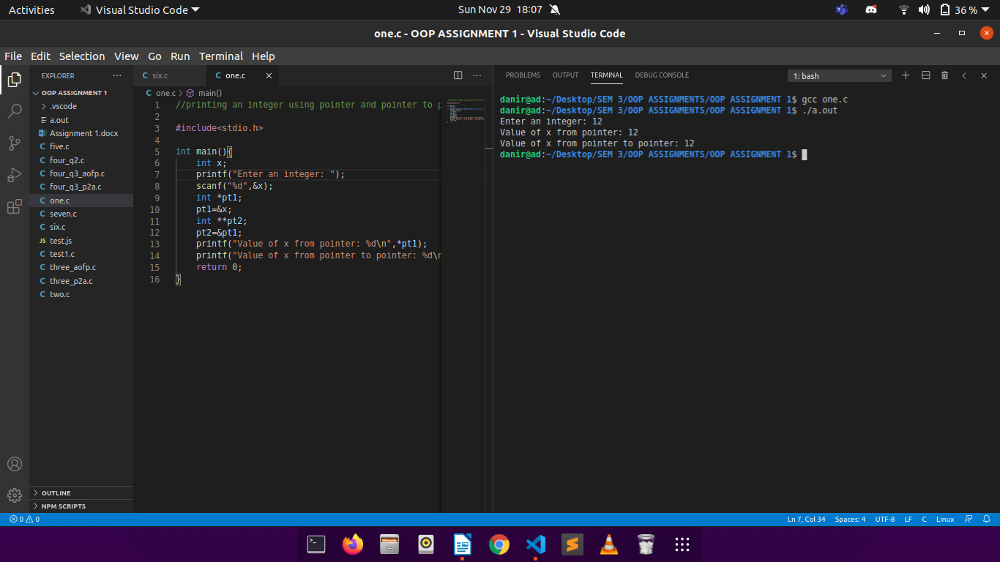 Activities Visual Studio Code Sun Nov 29 18:07 36 %
one.c - OOP ASSIGNMENT 1 - Visual Studio Code
File Edit Selection View Go Run Terminal Help
EXPLORER
OOP ASSIGNMENT 1
.vscode
a.out
Assignment 1.docx
five.c
four_q2.c
four_q3_aofp.c
four_q3_p2a.c
one.c
seven.c
six.c
test.js
test1.c
three_aofp.c
three_p2a.c
two.c
OUTLINE
NPM SCRIPTS
six.c one.c
one.c > main()
1 //printing an integer using pointer and pointer to p
2
3 #include<stdio.h>
4
5 int main(){
6 int x;
7 printf("Enter an integer: ");
8 scanf("%d",&x);
9 int *pt1;
10 pt1=&x;
11 int **pt2;
12 pt2=&pt1;
13 printf("Value of x from pointer: %d\n",*pt1);
14 printf("Value of x from pointer to pointer: %d\n
15 return 0;
16 }
PROBLEMS OUTPUT TERMINAL DEBUG CONSOLE 1: bash
danir@ad:~/Desktop/SEM 3/OOP ASSIGNMENTS/OOP ASSIGNMENT 1$ gcc one.c
danir@ad:~/Desktop/SEM 3/OOP ASSIGNMENTS/OOP ASSIGNMENT 1$ ./a.out
Enter an integer: 12
Value of x from pointer: 12
Value of x from pointer to pointer: 12
danir@ad:~/Desktop/SEM 3/OOP ASSIGNMENTS/OOP ASSIGNMENT 1$
0 0 Ln 7, Col 34 Spaces: 4 UTF-8 LF C Linux